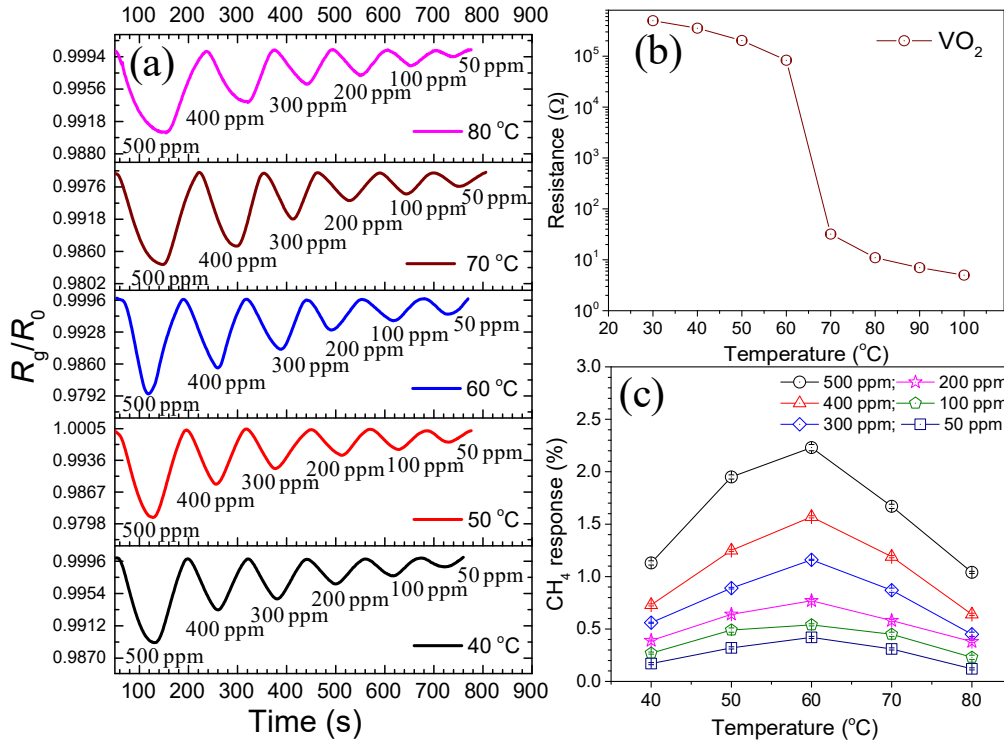 100 200 300 400 500 600 700 800 900
(a)
0.9994
0.9956
0.9918
0.9880
500 ppm
400 ppm
300 ppm
200 ppm
100 ppm
50 ppm
80 °C
0.9976
0.9918
0.9860
0.9802
500 ppm
400 ppm
300 ppm
200 ppm
100 ppm
50 ppm
70 °C
0.9996
0.9928
0.9860
0.9792
500 ppm
400 ppm
300 ppm
200 ppm
100 ppm
50 ppm
60 °C
1.0005
0.9936
0.9867
0.9798
500 ppm
400 ppm
300 ppm
200 ppm
100 ppm
50 ppm
50 °C
0.9996
0.9954
0.9912
0.9870
500 ppm
400 ppm
300 ppm
200 ppm
100 ppm
50 ppm
40 °C
Rg/R0
100 200 300 400 500 600 700 800 900
Time (s)
(b)
VO2
10^5
10^4
10^3
10^2
10^1
10^0
Resistance (Ω)
20 30 40 50 60 70 80 90 100
Temperature (°C)
(c)
500 ppm; 200 ppm
400 ppm; 100 ppm
300 ppm; 50 ppm
3.0
2.5
2.0
1.5
1.0
0.5
0.0
CH4 response (%)
40 50 60 70 80
Temperature (°C)